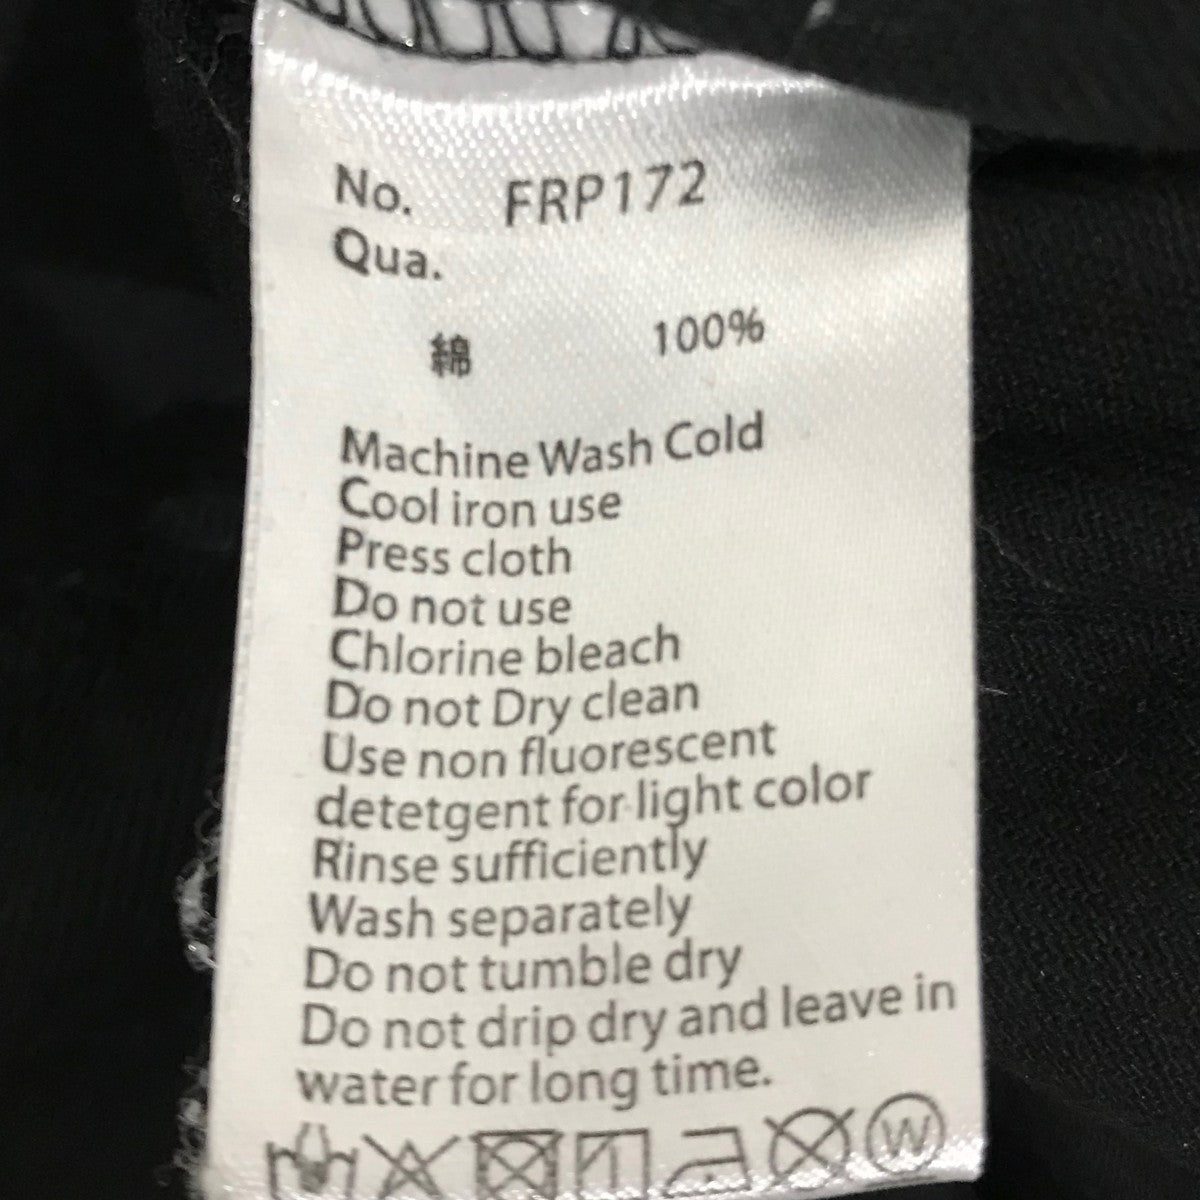 No. FRP172
Qua.
綿 100%
Machine Wash Cold
Cool iron use
Press cloth
Do not use
Chlorine bleach
Do not Dry clean
Use non fluorescent
detetgent for light color
Rinse sufficiently
Wash separately
Do not tumble dry
Do not drip dry and leave in
water for long time.
W